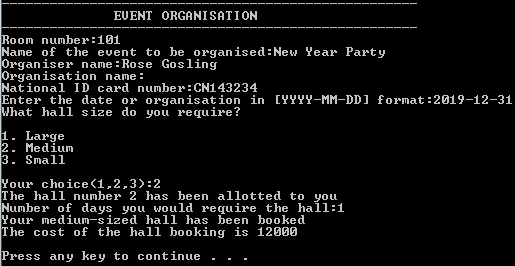 EVENT ORGANISATION
Room number:101
Name of the event to be organised:New Year Party
Organiser name:Rose Gosling
Organisation name:
National ID card number:CN143234
Enter the date or organisation in [YYYY-MM-DD] format:2019-12-31
What hall size do you require?
1. Large
2. Medium
3. Small
Your choice(1,2,3):2
The hall number 2 has been allotted to you
Number of days you would require the hall:1
Your medium-sized hall has been booked
The cost of the hall booking is 12000
Press any key to continue . . .